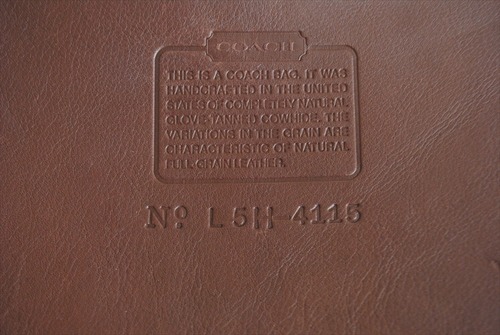 COACH
THIS IS A COACH BAG. IT WAS
HANDCRAFTED IN THE UNITED
STATES OF COMPLETELY NATURAL
GLOVE TANNED COWHIDE. THE
VARIATIONS IN THE GRAIN ARE
CHARACTERISTIC OF NATURAL
FULL GRAIN LEATHER.
Nº L5H-4115